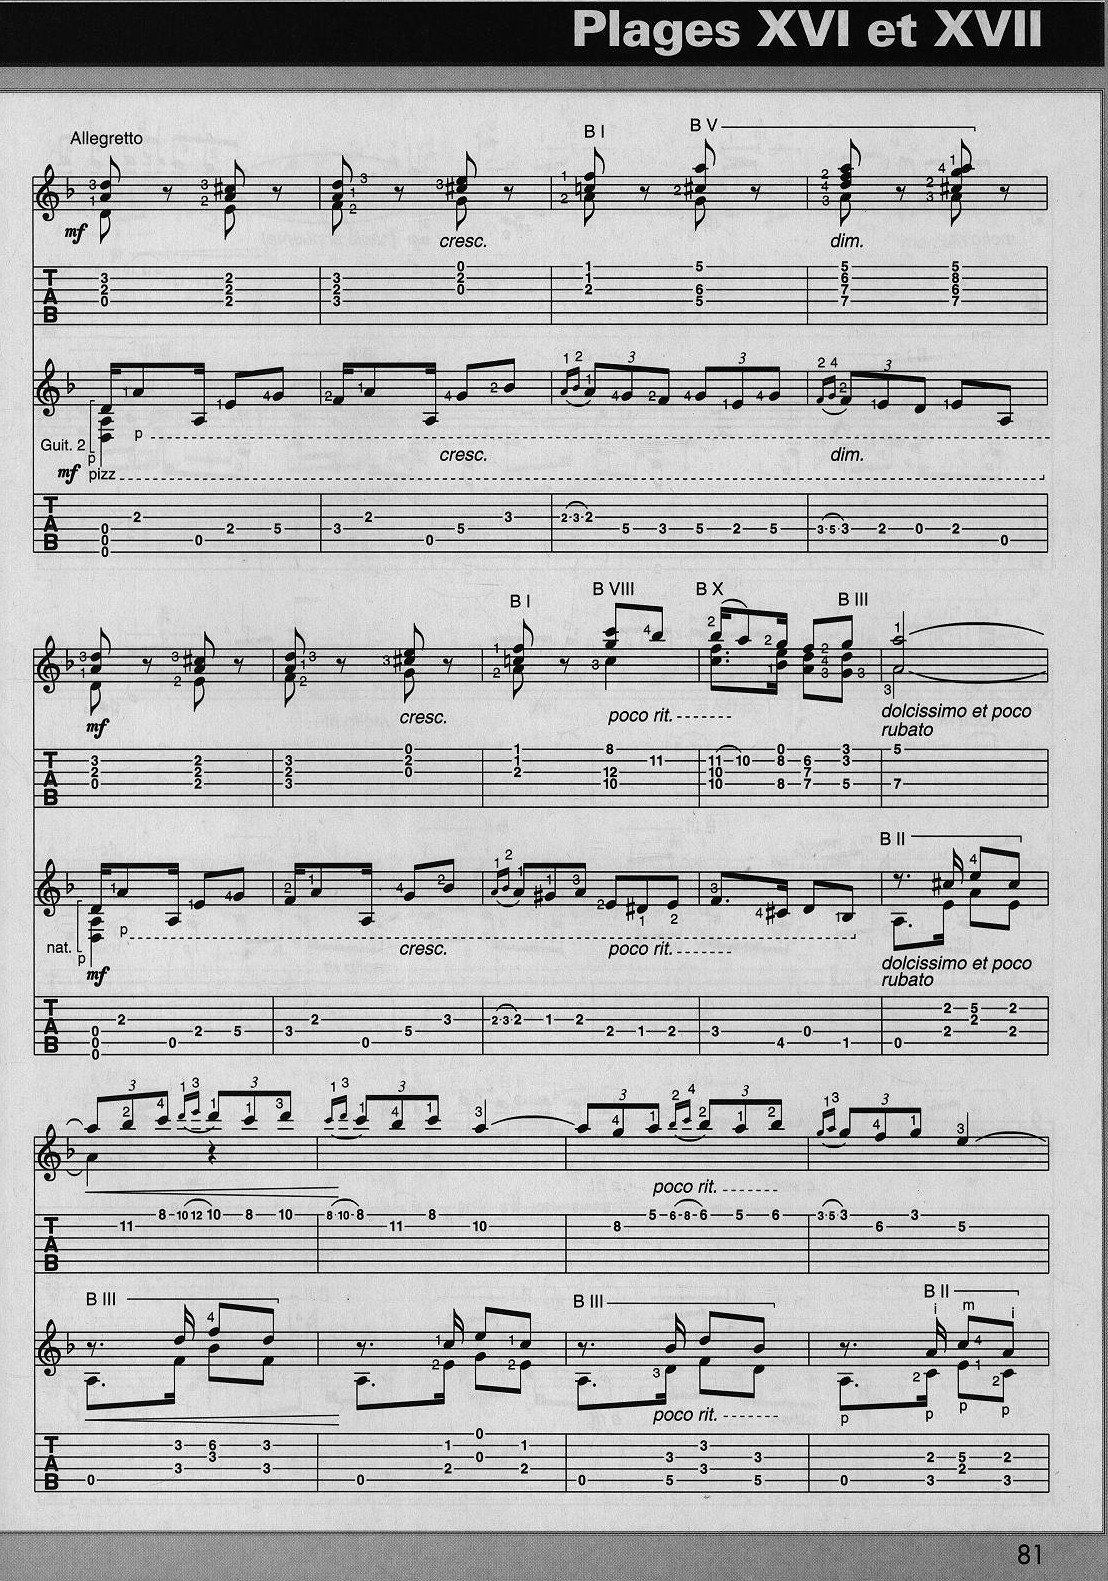 Plages XVI et XVII
Allegretto
B I
B V
mf
cresc.
dim.
T
A
B
Guit. 2
p
p
cresc.
dim.
mf
pizz
T
A
B
B I
B VIII
B X
B III
mf
cresc.
poco rit.
dolcissimo et poco
rubato
T
A
B
B II
nat.
p
p
mf
cresc.
poco rit.
dolcissimo et poco
rubato
T
A
B
poco rit.
T
A
B
B III
B III
B II
i m i
poco rit.
p p p p
T
A
B
81